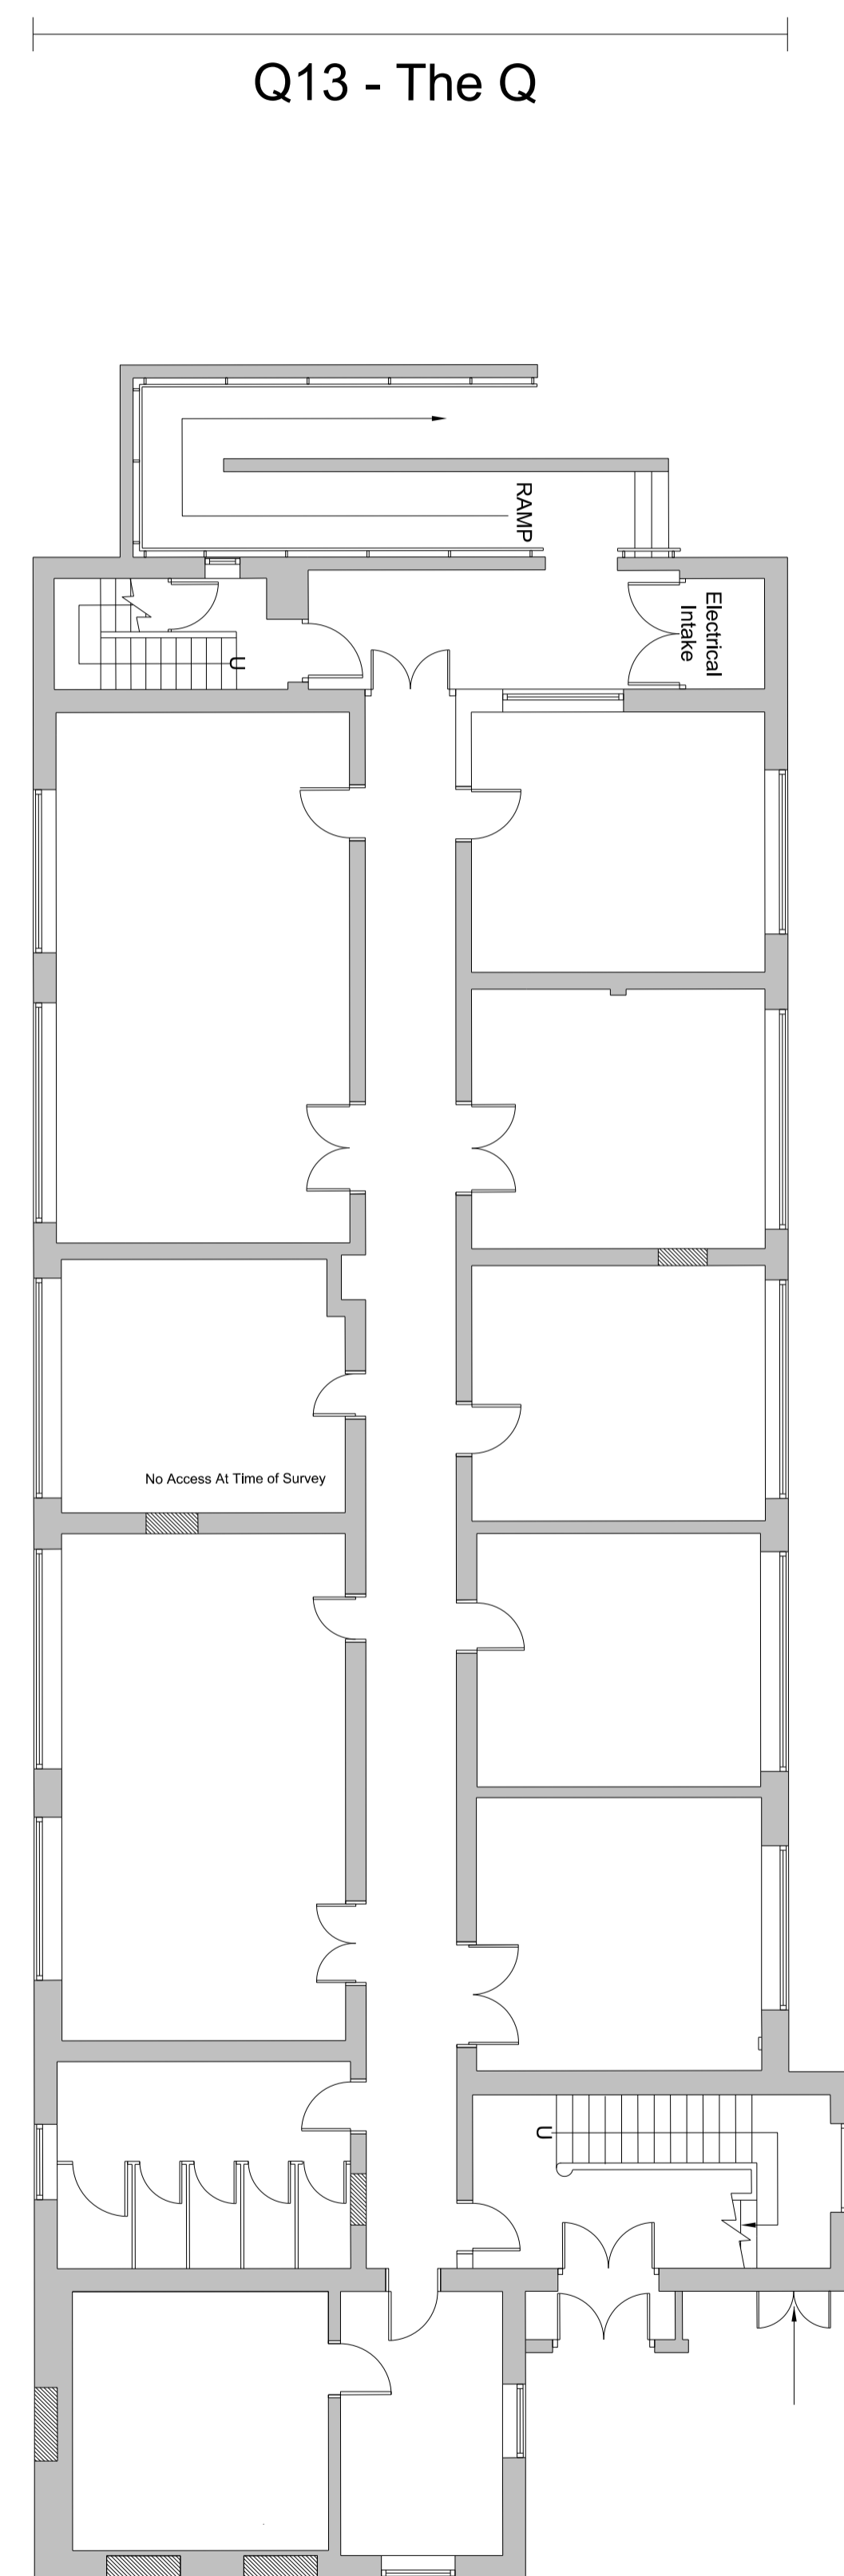 Q13 - The Q
RAMP
Electrical
Intake
U
No Access At Time of Survey
U